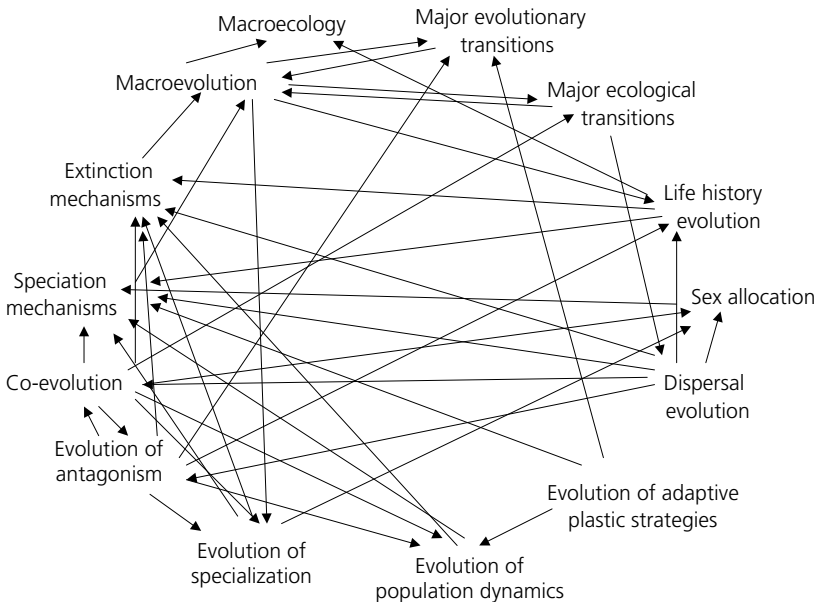 Macroecology
Major evolutionary
transitions
Macroevolution
Major ecological
transitions
Extinction
mechanisms
Life history
evolution
Speciation
mechanisms
Sex allocation
Co-evolution
Dispersal
evolution
Evolution of
antagonism
Evolution of adaptive
plastic strategies
Evolution of
specialization
Evolution of
population dynamics